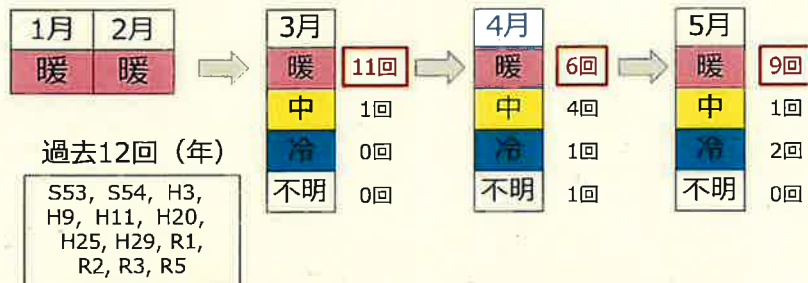 1月 2月
暖 暖
過去12回（年）
S53, S54, H3,
H9, H11, H20,
H25, H29, R1,
R2, R3, R5
3月
暖 11回
中 1回
冷 0回
不明 0回
4月
暖 6回
中 4回
冷 1回
不明 1回
5月
暖 9回
中 1回
冷 2回
不明 0回